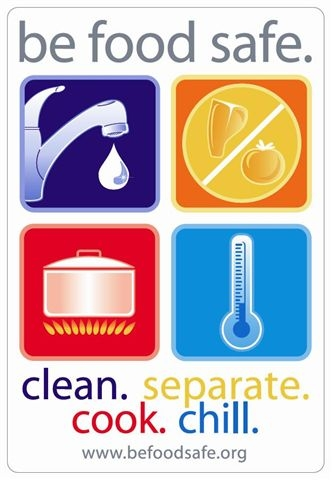 be food safe.
clean. separate.
cook. chill.
www.befoodsafe.org